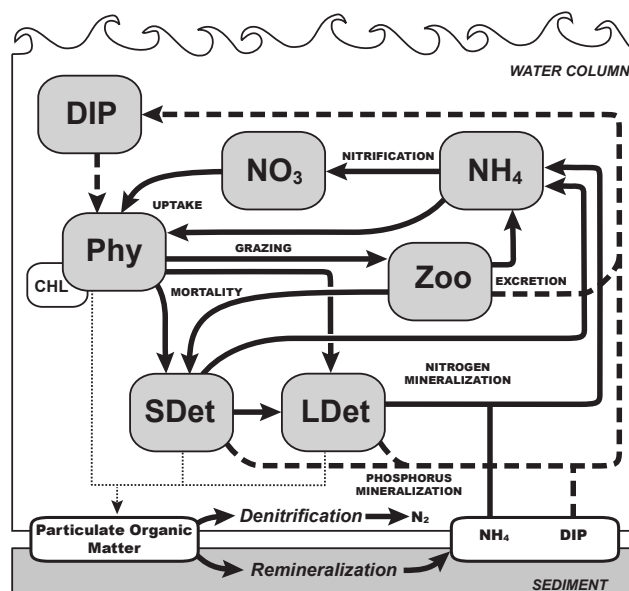 WATER COLUMN
DIP
NO₃
NITRIFICATION
NH₄
UPTAKE
Phy
GRAZING
Zoo
CHL
MORTALITY
EXCRETION
NITROGEN
MINERALIZATION
SDet
LDet
PHOSPHORUS
MINERALIZATION
Particulate Organic
Matter
Denitrification
N₂
NH₄
DIP
Remineralization
SEDIMENT